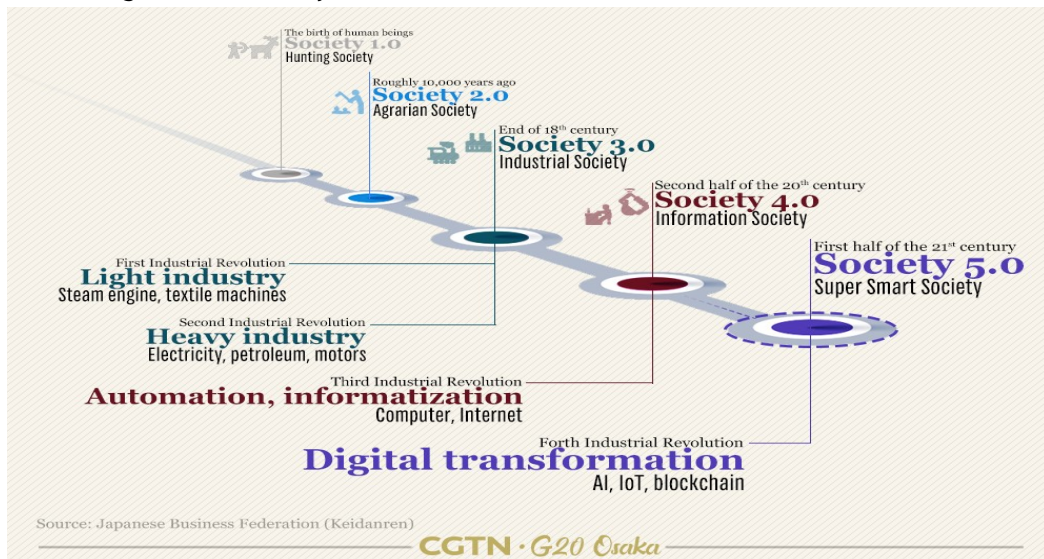 The birth of human beings
Society 1.0
Hunting Society
Roughly 10,000 years ago
Society 2.0
Agrarian Society
End of 18th century
Society 3.0
Industrial Society
Second half of the 20th century
Society 4.0
Information Society
First half of the 21st century
Society 5.0
Super Smart Society
First Industrial Revolution
Light industry
Steam engine, textile machines
Second Industrial Revolution
Heavy industry
Electricity, petroleum, motors
Third Industrial Revolution
Automation, informatization
Computer, Internet
Forth Industrial Revolution
Digital transformation
AI, IoT, blockchain
Source: Japanese Business Federation (Keidanren)
CGTN · G20 Osaka